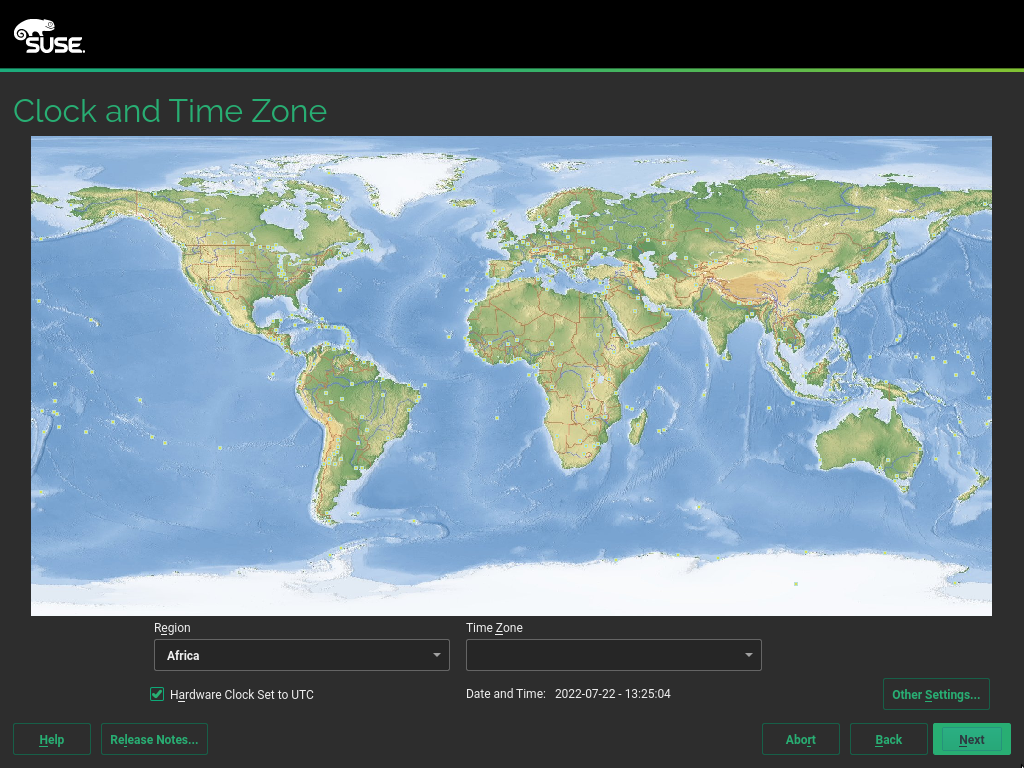 SUSE.
Clock and Time Zone
Region
Time Zone
Africa
Hardware Clock Set to UTC
Date and Time: 2022-07-22 - 13:25:04
Other Settings...
Help
Release Notes...
Abort
Back
Next